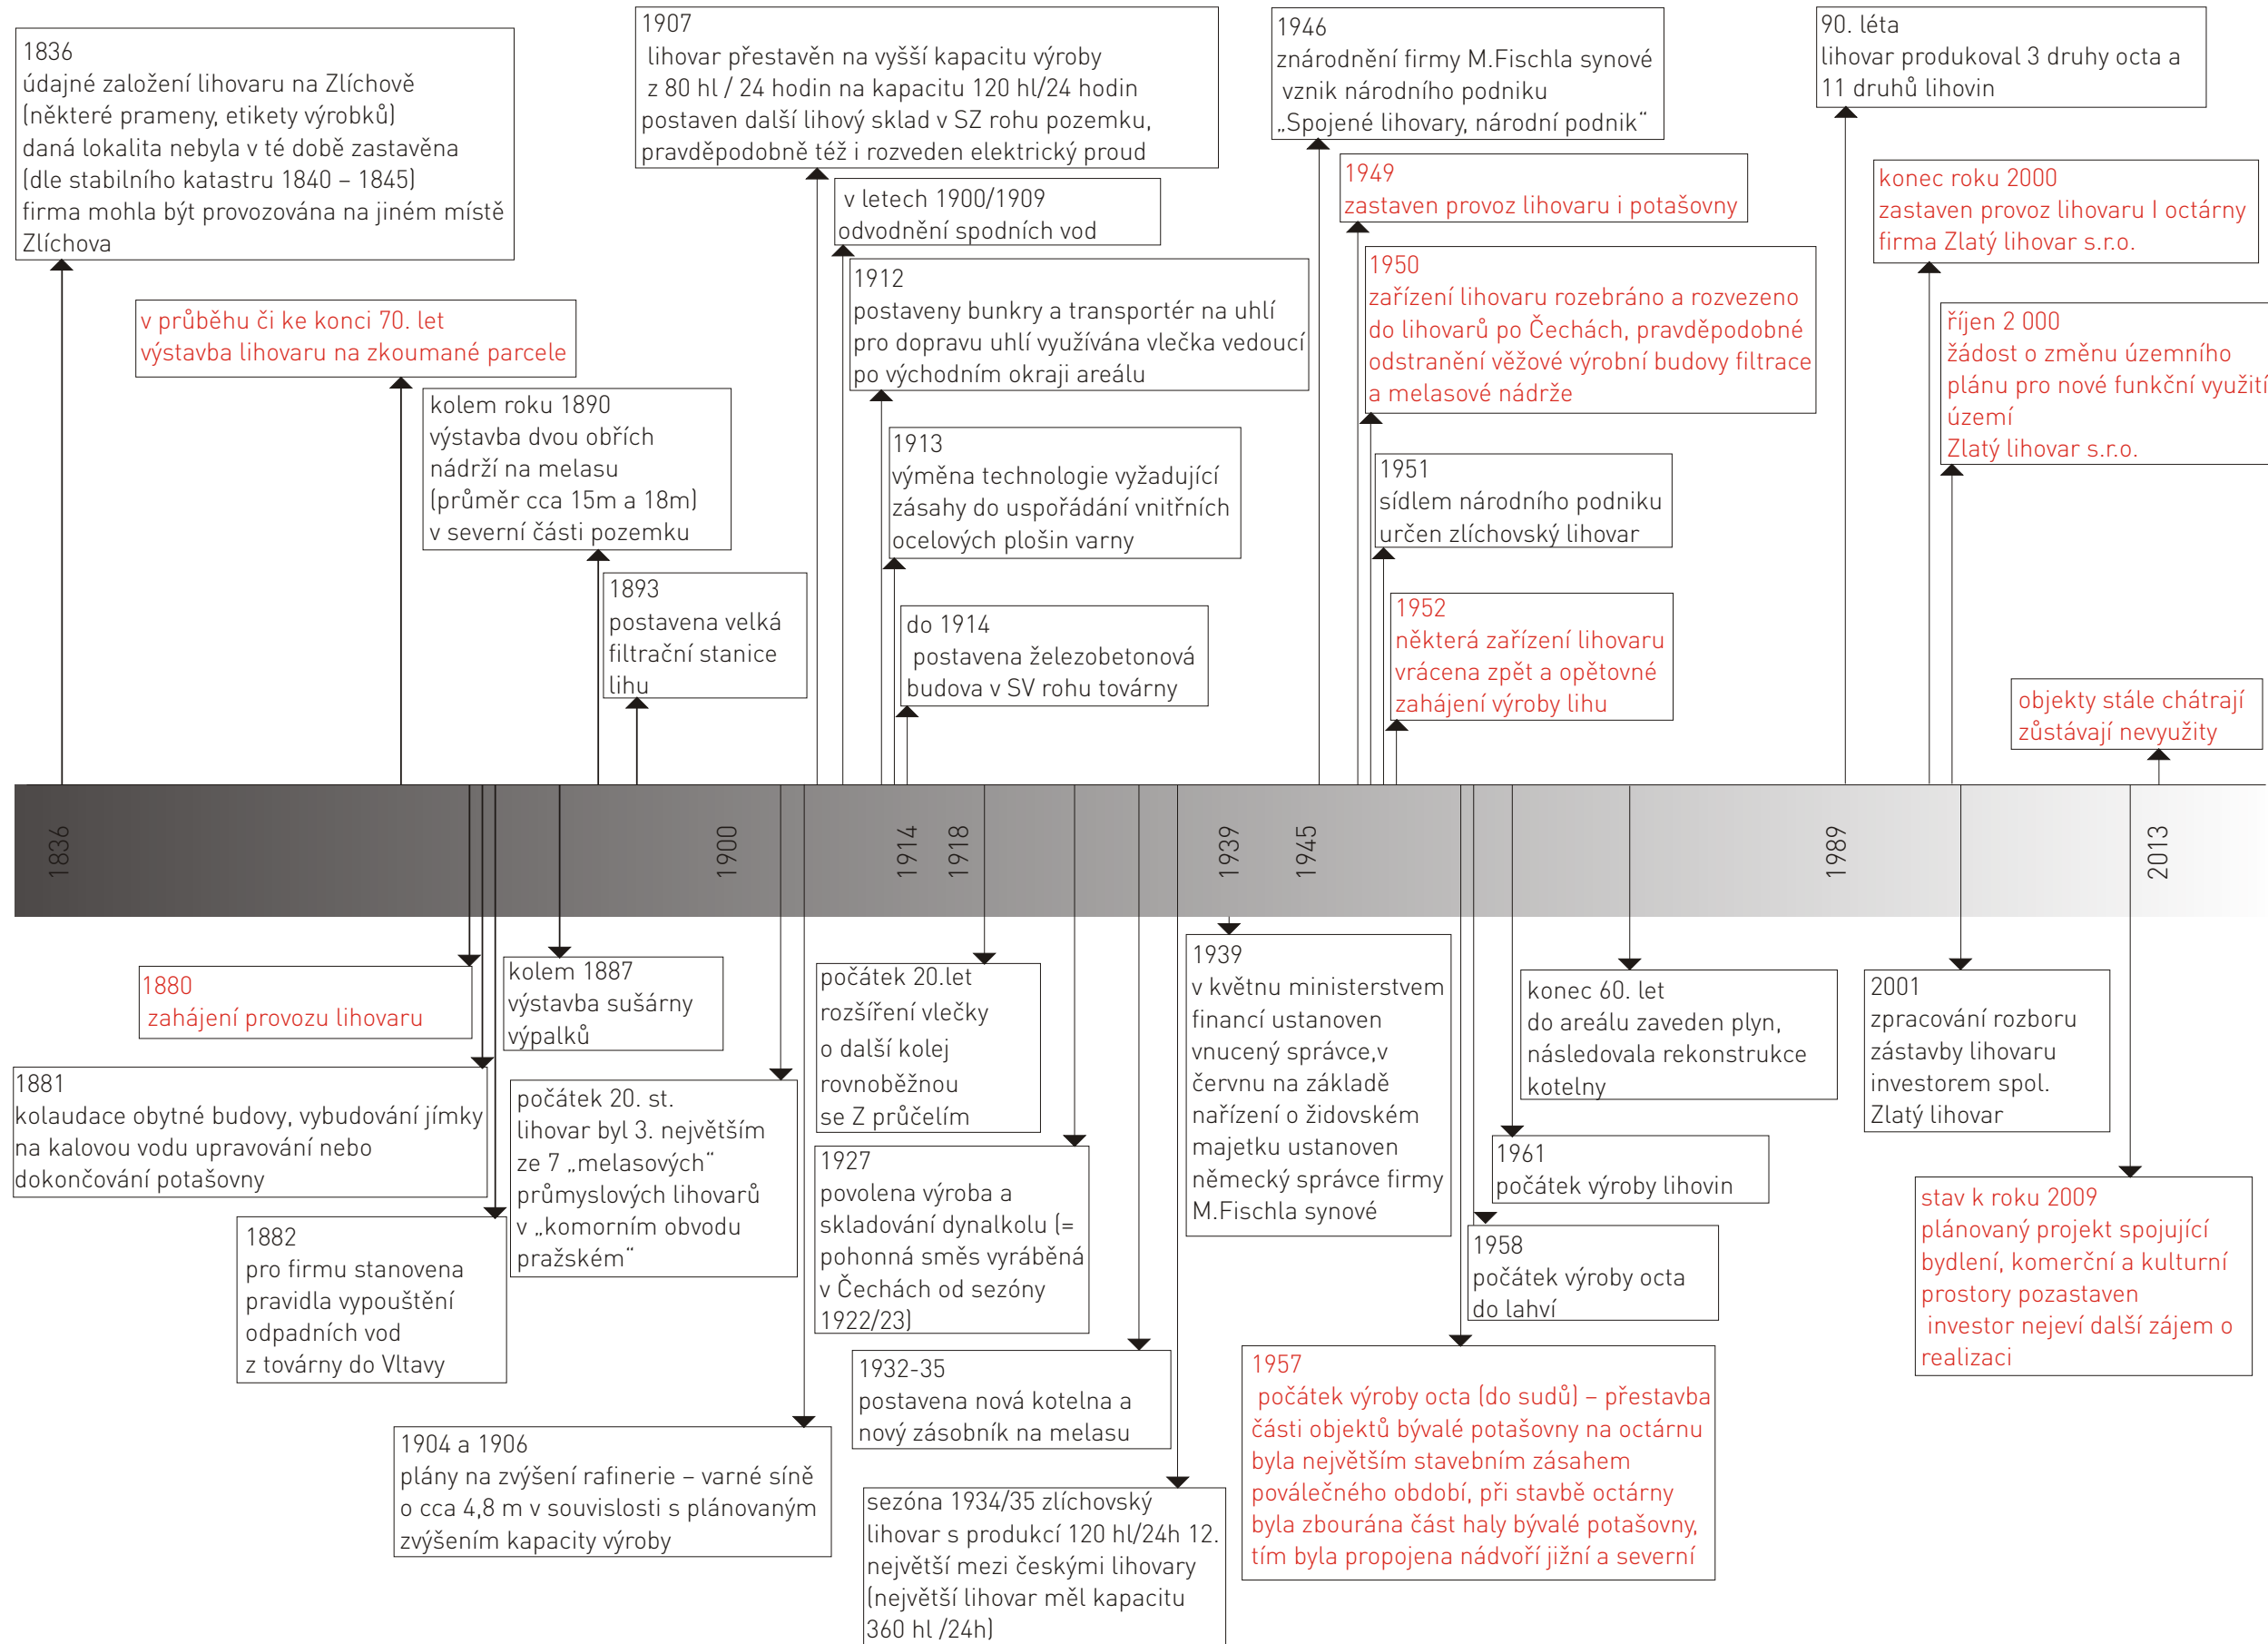 1836
údajné založení lihovaru na Zlíchově
(některé prameny, etikety výrobků)
daná lokalita nebyla v té době zastavěna
(dle stabilního katastru 1840 – 1845)
firma mohla být provozována na jiném místě
Zlíchova
v průběhu či ke konci 70. let
výstavba lihovaru na zkoumané parcele
kolem roku 1890
výstavba dvou obřích
nádrží na melasu
(průměr cca 15m a 18m)
v severní části pozemku
1893
postavena velká
filtrační stanice
lihu
1907
lihovar přestavěn na vyšší kapacitu výroby
z 80 hl / 24 hodin na kapacitu 120 hl/24 hodin
postaven další lihový sklad v SZ rohu pozemku,
pravděpodobně též i rozveden elektrický proud
v letech 1900/1909
odvodnění spodních vod
1912
postaveny bunkry a transportér na uhlí
pro dopravu uhlí využívána vlečka vedoucí
po východním okraji areálu
1913
výměna technologie vyžadující
zásahy do uspořádání vnitřních
ocelových plošin varny
do 1914
postavena železobetonová
budova v SV rohu továrny
1946
znárodnění firmy M.Fischla synové
vznik národního podniku
„Spojené lihovary, národní podnik“
1949
zastaven provoz lihovaru i potašovny
1950
zařízení lihovaru rozebráno a rozvezeno
do lihovarů po Čechách, pravděpodobné
odstranění věžové výrobní budovy filtrace
a melasové nádrže
1951
sídlem národního podniku
určen zlíchovský lihovar
1952
některá zařízení lihovaru
vrácena zpět a opětovné
zahájení výroby lihu
90. léta
lihovar produkoval 3 druhy octa a
11 druhů lihovin
konec roku 2000
zastaven provoz lihovaru I octárny
firma Zlatý lihovar s.r.o.
říjen 2 000
žádost o změnu územního
plánu pro nové funkční využití
území
Zlatý lihovar s.r.o.
objekty stále chátrají
zůstávají nevyužity
1836
1900
1914
1918
1939
1945
1989
2013
1880
zahájení provozu lihovaru
1881
kolaudace obytné budovy, vybudování jímky
na kalovou vodu upravování nebo
dokončování potašovny
1882
pro firmu stanovena
pravidla vypouštění
odpadních vod
z továrny do Vltavy
kolem 1887
výstavba sušárny
výpalků
počátek 20. st.
lihovar byl 3. největším
ze 7 „melasových“
průmyslových lihovarů
v „komorním obvodu
pražském“
1904 a 1906
plány na zvýšení rafinerie – varné síně
o cca 4,8 m v souvislosti s plánovaným
zvýšením kapacity výroby
počátek 20.let
rozšíření vlečky
o další kolej
rovnoběžnou
se Z průčelím
1927
povolena výroba a
skladování dynalkolu (=
pohonná směs vyráběná
v Čechách od sezóny
1922/23)
1932-35
postavena nová kotelna a
nový zásobník na melasu
sezóna 1934/35 zlíchovský
lihovar s produkcí 120 hl/24h 12.
největší mezi českými lihovary
(největší lihovar měl kapacitu
360 hl /24h)
1939
v květnu ministerstvem
financí ustanoven
vnucený správce,v
červnu na základě
nařízení o židovském
majetku ustanoven
německý správce firmy
M.Fischla synové
1957
počátek výroby octa (do sudů) – přestavba
části objektů bývalé potašovny na octárnu
byla největším stavebním zásahem
poválečného období, při stavbě octárny
byla zbourána část haly bývalé potašovny,
tím byla propojena nádvoří jižní a severní
1958
počátek výroby octa
do lahví
1961
počátek výroby lihovin
konec 60. let
do areálu zaveden plyn,
následovala rekonstrukce
kotelny
2001
zpracování rozboru
zástavby lihovaru
investorem spol.
Zlatý lihovar
stav k roku 2009
plánovaný projekt spojující
bydlení, komerční a kulturní
prostory pozastaven
investor nejeví další zájem o
realizaci